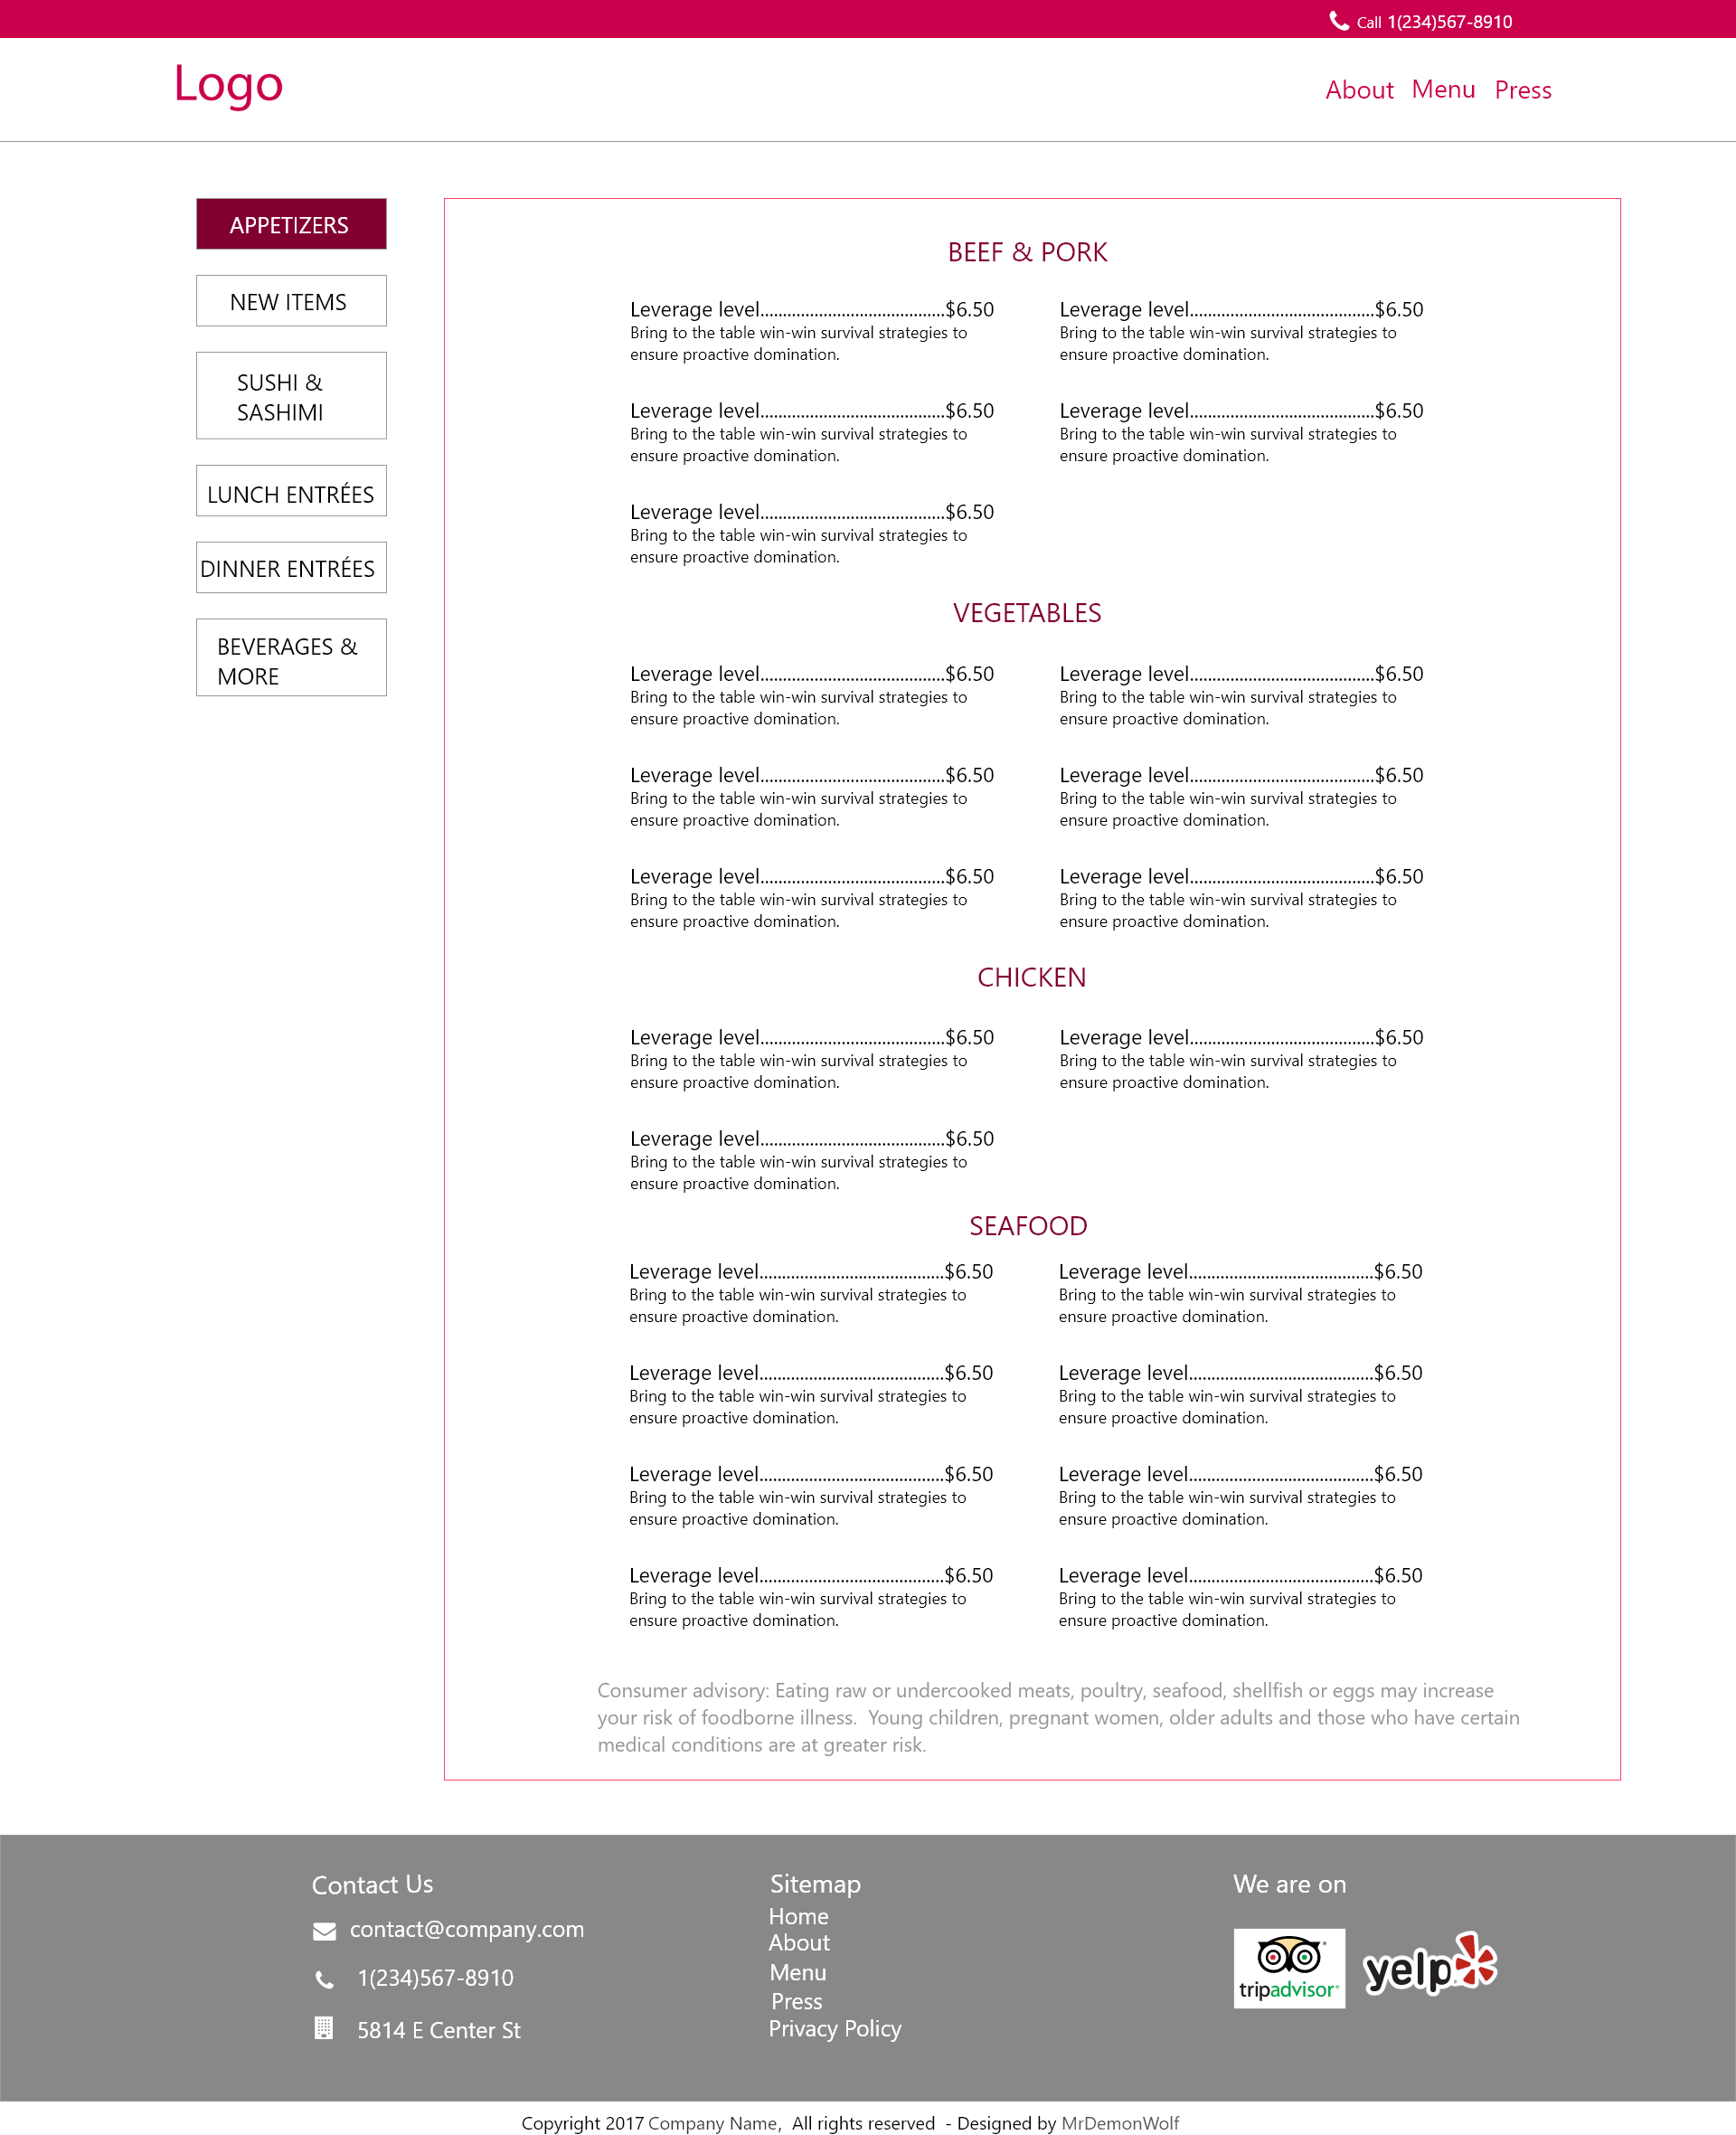 Call 1(234)567-8910
Logo
About Menu Press
APPETIZERS
NEW ITEMS
SUSHI &
SASHIMI
LUNCH ENTRÉES
DINNER ENTRÉES
BEVERAGES &
MORE
BEEF & PORK
Leverage level.........................................$6.50 Leverage level.........................................$6.50
Bring to the table win-win survival strategies to Bring to the table win-win survival strategies to
ensure proactive domination. ensure proactive domination.
Leverage level.........................................$6.50 Leverage level.........................................$6.50
Bring to the table win-win survival strategies to Bring to the table win-win survival strategies to
ensure proactive domination. ensure proactive domination.
Leverage level.........................................$6.50
Bring to the table win-win survival strategies to
ensure proactive domination.
VEGETABLES
Leverage level.........................................$6.50 Leverage level.........................................$6.50
Bring to the table win-win survival strategies to Bring to the table win-win survival strategies to
ensure proactive domination. ensure proactive domination.
Leverage level.........................................$6.50 Leverage level.........................................$6.50
Bring to the table win-win survival strategies to Bring to the table win-win survival strategies to
ensure proactive domination. ensure proactive domination.
Leverage level.........................................$6.50 Leverage level.........................................$6.50
Bring to the table win-win survival strategies to Bring to the table win-win survival strategies to
ensure proactive domination. ensure proactive domination.
CHICKEN
Leverage level.........................................$6.50 Leverage level.........................................$6.50
Bring to the table win-win survival strategies to Bring to the table win-win survival strategies to
ensure proactive domination. ensure proactive domination.
Leverage level.........................................$6.50
Bring to the table win-win survival strategies to
ensure proactive domination.
SEAFOOD
Leverage level.........................................$6.50 Leverage level.........................................$6.50
Bring to the table win-win survival strategies to Bring to the table win-win survival strategies to
ensure proactive domination. ensure proactive domination.
Leverage level.........................................$6.50 Leverage level.........................................$6.50
Bring to the table win-win survival strategies to Bring to the table win-win survival strategies to
ensure proactive domination. ensure proactive domination.
Leverage level.........................................$6.50 Leverage level.........................................$6.50
Bring to the table win-win survival strategies to Bring to the table win-win survival strategies to
ensure proactive domination. ensure proactive domination.
Leverage level.........................................$6.50 Leverage level.........................................$6.50
Bring to the table win-win survival strategies to Bring to the table win-win survival strategies to
ensure proactive domination. ensure proactive domination.
Consumer advisory: Eating raw or undercooked meats, poultry, seafood, shellfish or eggs may increase
your risk of foodborne illness.  Young children, pregnant women, older adults and those who have certain
medical conditions are at greater risk.
Contact Us
contact@company.com
1(234)567-8910
5814 E Center St
Sitemap
Home
About
Menu
Press
Privacy Policy
We are on
tripadvisor®
yelp
Copyright 2017 Company Name,  All rights reserved  - Designed by MrDemonWolf